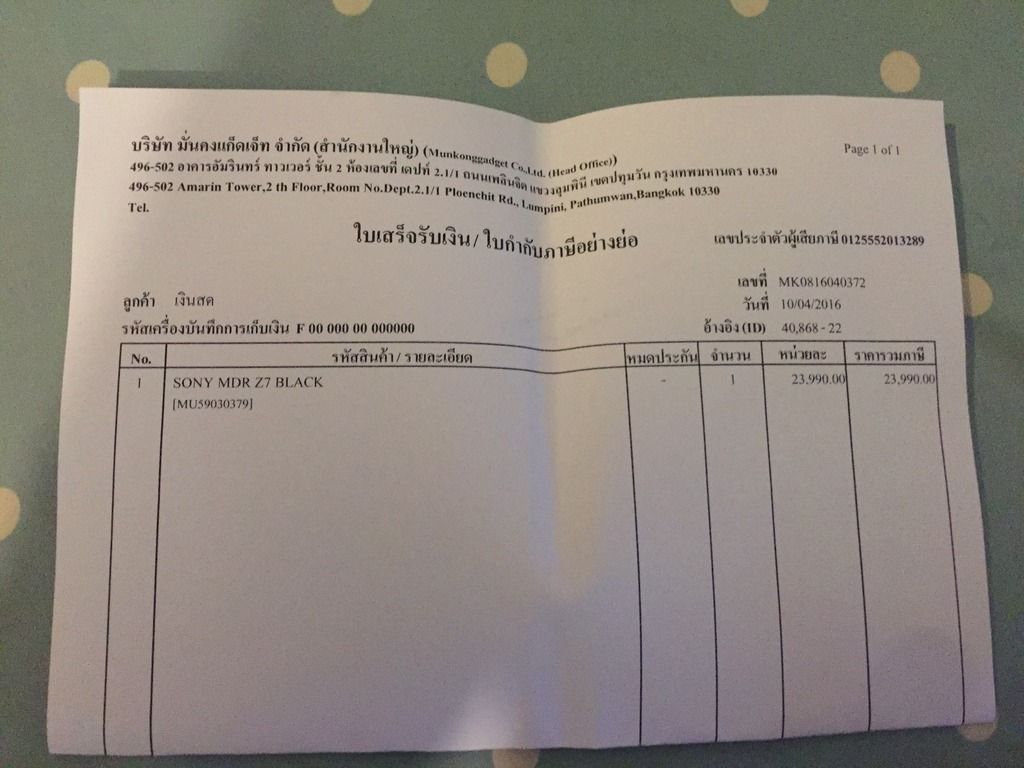 บริษัท มั่นคงแก็ดเจ็ท จำกัด (สำนักงานใหญ่) (Munkonggadget Co.,Ltd. (Head Office))
Page 1 of 1
496-502 อาคารอัมรินทร์ ทาวเวอร์ ชั้น 2 ห้องเลขที่ เดปท์ 2.1/1 ถนนเพลินจิต แขวงลุมพินี เขตปทุมวัน กรุงเทพมหานคร 10330
496-502 Amarin Tower,2 th Floor,Room No.Dept.2.1/1 Ploenchit Rd., Lumpini, Pathumwan,Bangkok 10330
Tel.
ใบเสร็จรับเงิน / ใบกำกับภาษีอย่างย่อ
เลขประจำตัวผู้เสียภาษี 0125552013289
เลขที่ MK0816040372
ลูกค้า เงินสด
วันที่ 10/04/2016
รหัสเครื่องบันทึกการเก็บเงิน F 00 000 00 000000
อ้างอิง (ID) 40,868 - 22
No. รหัสสินค้า / รายละเอียด หมดประกัน จำนวน หน่วยละ ราคารวมภาษี
1 SONY MDR Z7 BLACK - 1 23,990.00 23,990.00
[MU59030379]